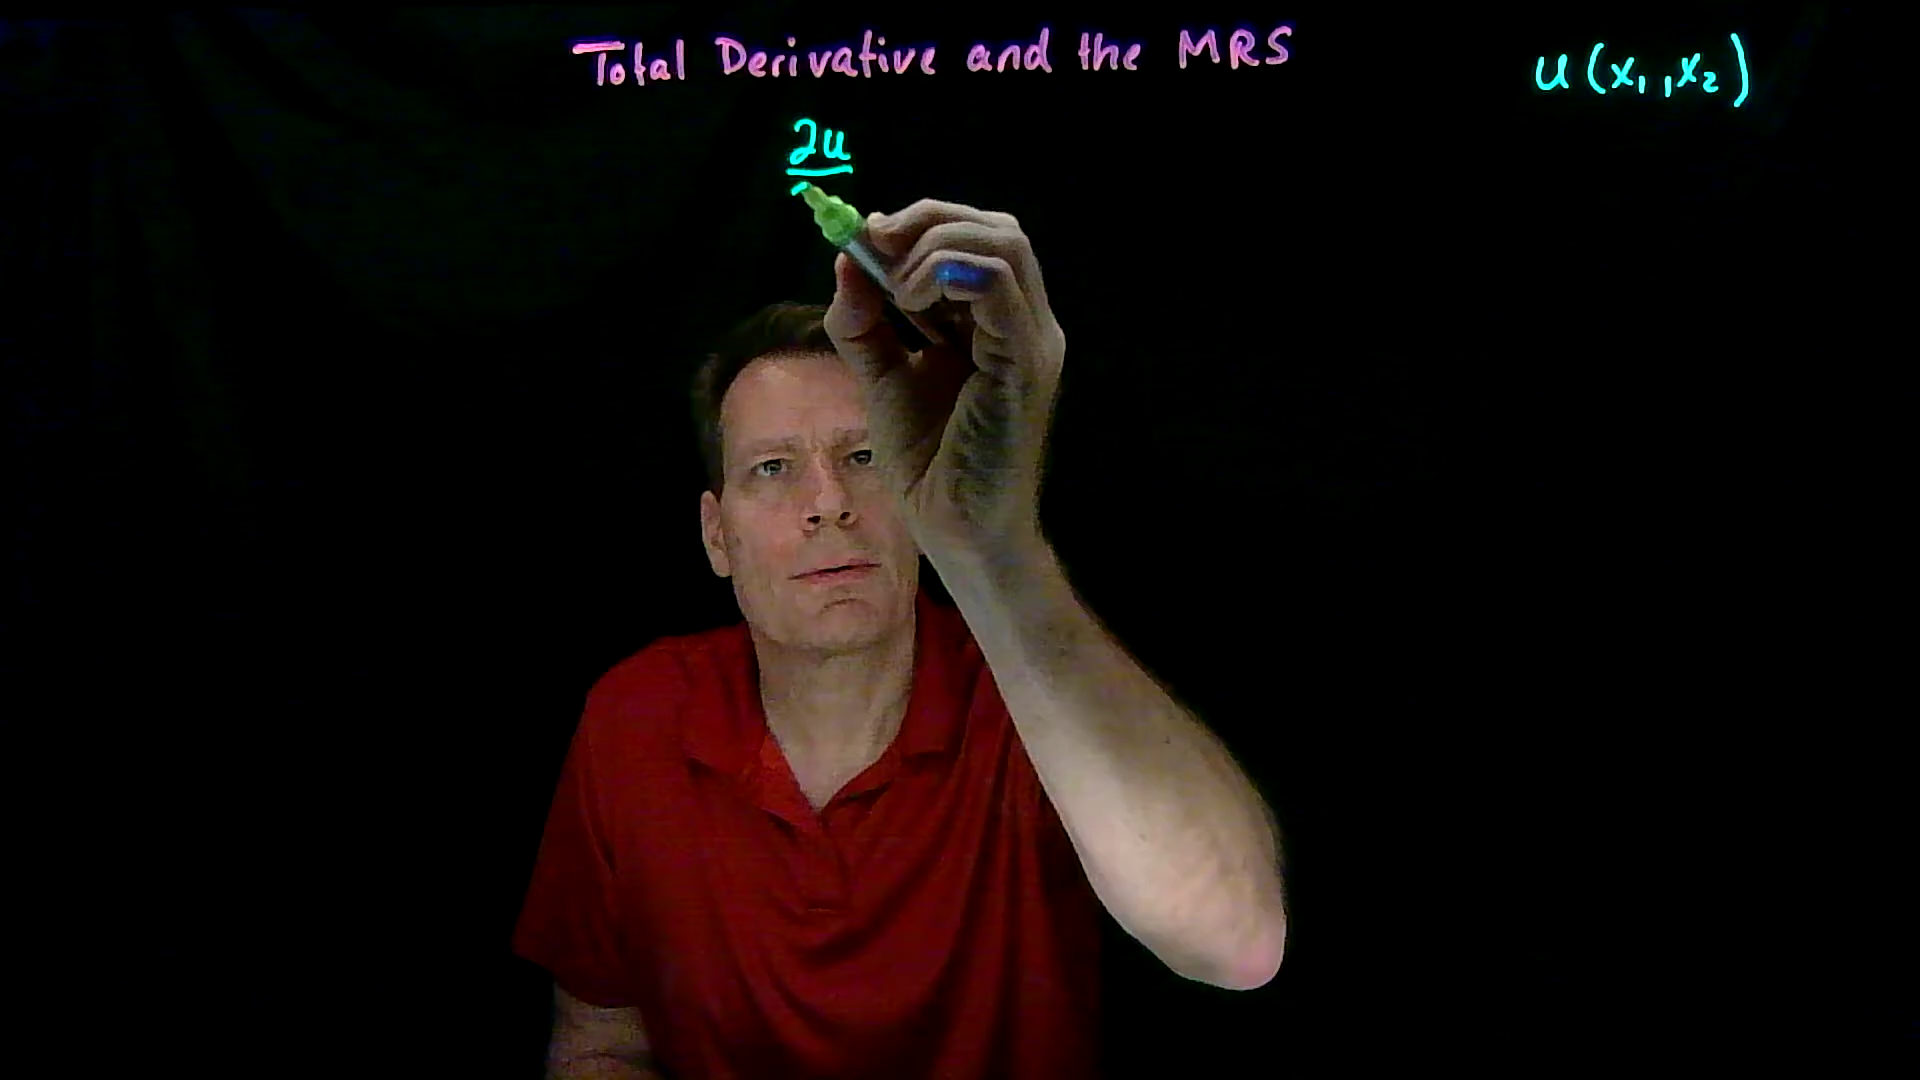 Total Derivative and the MRS
u(x₁,x₂)
∂u